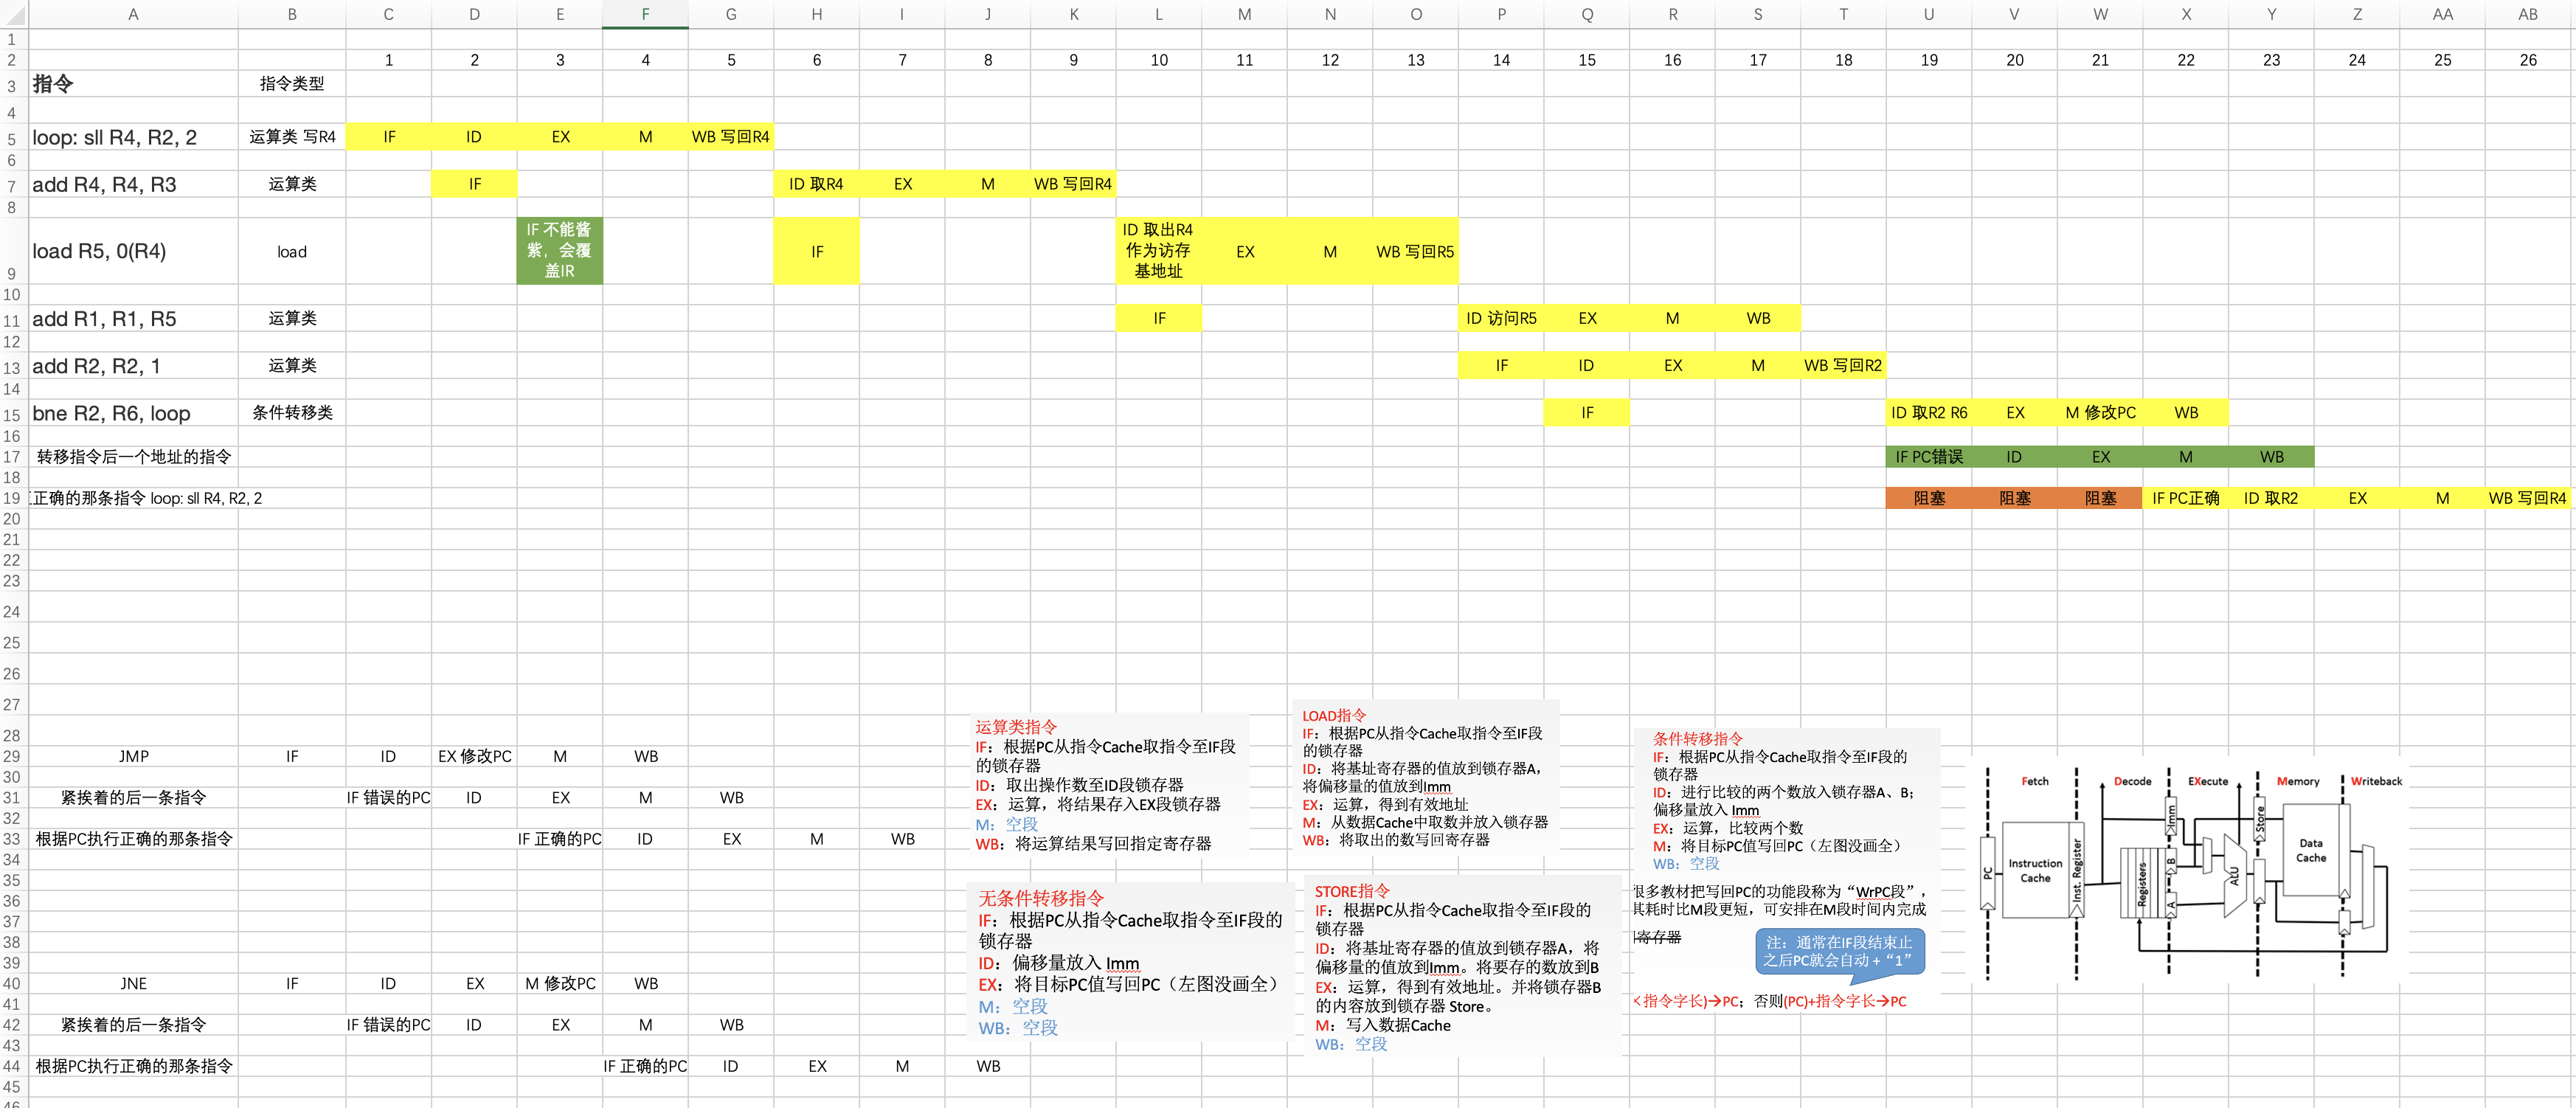 A B C D E F G H I J K L M N O P Q R S T U V W X Y Z AA AB
1
2 1 2 3 4 5 6 7 8 9 10 11 12 13 14 15 16 17 18 19 20 21 22 23 24 25 26
3 指令 指令类型
4
5 loop: sll R4, R2, 2 运算类 写R4 IF ID EX M WB 写回R4
6
7 add R4, R4, R3 运算类 IF ID 取R4 EX M WB 写回R4
8
9 load R5, 0(R4) load
IF 不能酱
紫，会覆
盖IR
IF
ID 取出R4
作为访存
基地址
EX M WB 写回R5
10
11 add R1, R1, R5 运算类 IF ID 访问R5 EX M WB
12
13 add R2, R2, 1 运算类 IF ID EX M WB 写回R2
14
15 bne R2, R6, loop 条件转移类 IF ID 取R2 R6 EX M 修改PC WB
16
17 转移指令后一个地址的指令 IF PC错误 ID EX M WB
18
19 正确的那条指令 loop: sll R4, R2, 2 阻塞 阻塞 阻塞 IF PC正确 ID 取R2 EX M WB 写回R4
20
21
22
23
24
25
26
27
28
29 JMP IF ID EX 修改PC M WB
30
31 紧挨着的后一条指令 IF 错误的PC ID EX M WB
32
33 根据PC执行正确的那条指令 IF 正确的PC ID EX M WB
34
35
36
37
38
39
40 JNE IF ID EX M 修改PC WB
41
42 紧挨着的后一条指令 IF 错误的PC ID EX M WB
43
44 根据PC执行正确的那条指令 IF 正确的PC ID EX M WB
45
46
运算类指令
IF：根据PC从指令Cache取指令至IF段
的锁存器
ID：取出操作数至ID段锁存器
EX：运算，将结果存入EX段锁存器
M：空段
WB：将运算结果写回指定寄存器
LOAD指令
IF：根据PC从指令Cache取指令至IF段
的锁存器
ID：将基址寄存器的值放到锁存器A，
将偏移量的值放到Imm
EX：运算，得到有效地址
M：从数据Cache中取数并放入锁存器
WB：将取出的数写回寄存器
条件转移指令
IF：根据PC从指令Cache取指令至IF段的
锁存器
ID：进行比较的两个数放入锁存器A、B；
偏移量放入 Imm
EX：运算，比较两个数
M：将目标PC值写回PC（左图没画全）
WB：空段
很多教材把写回PC的功能段称为“WrPC段”，
其耗时比M段更短，可安排在M段时间内完成
寄存器
注：通常在IF段结束止
之后PC就会自动 + “1”
×指令字长)→PC；否则(PC)+指令字长→PC
无条件转移指令
IF：根据PC从指令Cache取指令至IF段的
锁存器
ID：偏移量放入 Imm
EX：将目标PC值写回PC（左图没画全）
M：空段
WB：空段
STORE指令
IF：根据PC从指令Cache取指令至IF段的
锁存器
ID：将基址寄存器的值放到锁存器A，将
偏移量的值放到Imm。将要存的数放到B
EX：运算，得到有效地址。并将锁存器B
的内容放到锁存器 Store。
M：写入数据Cache
WB：空段
Fetch Decode EXecute Memory Writeback
PC
Instruction
Cache
Inst. Register
Registers
Imm
B
A
ALU
Store
Data
Cache